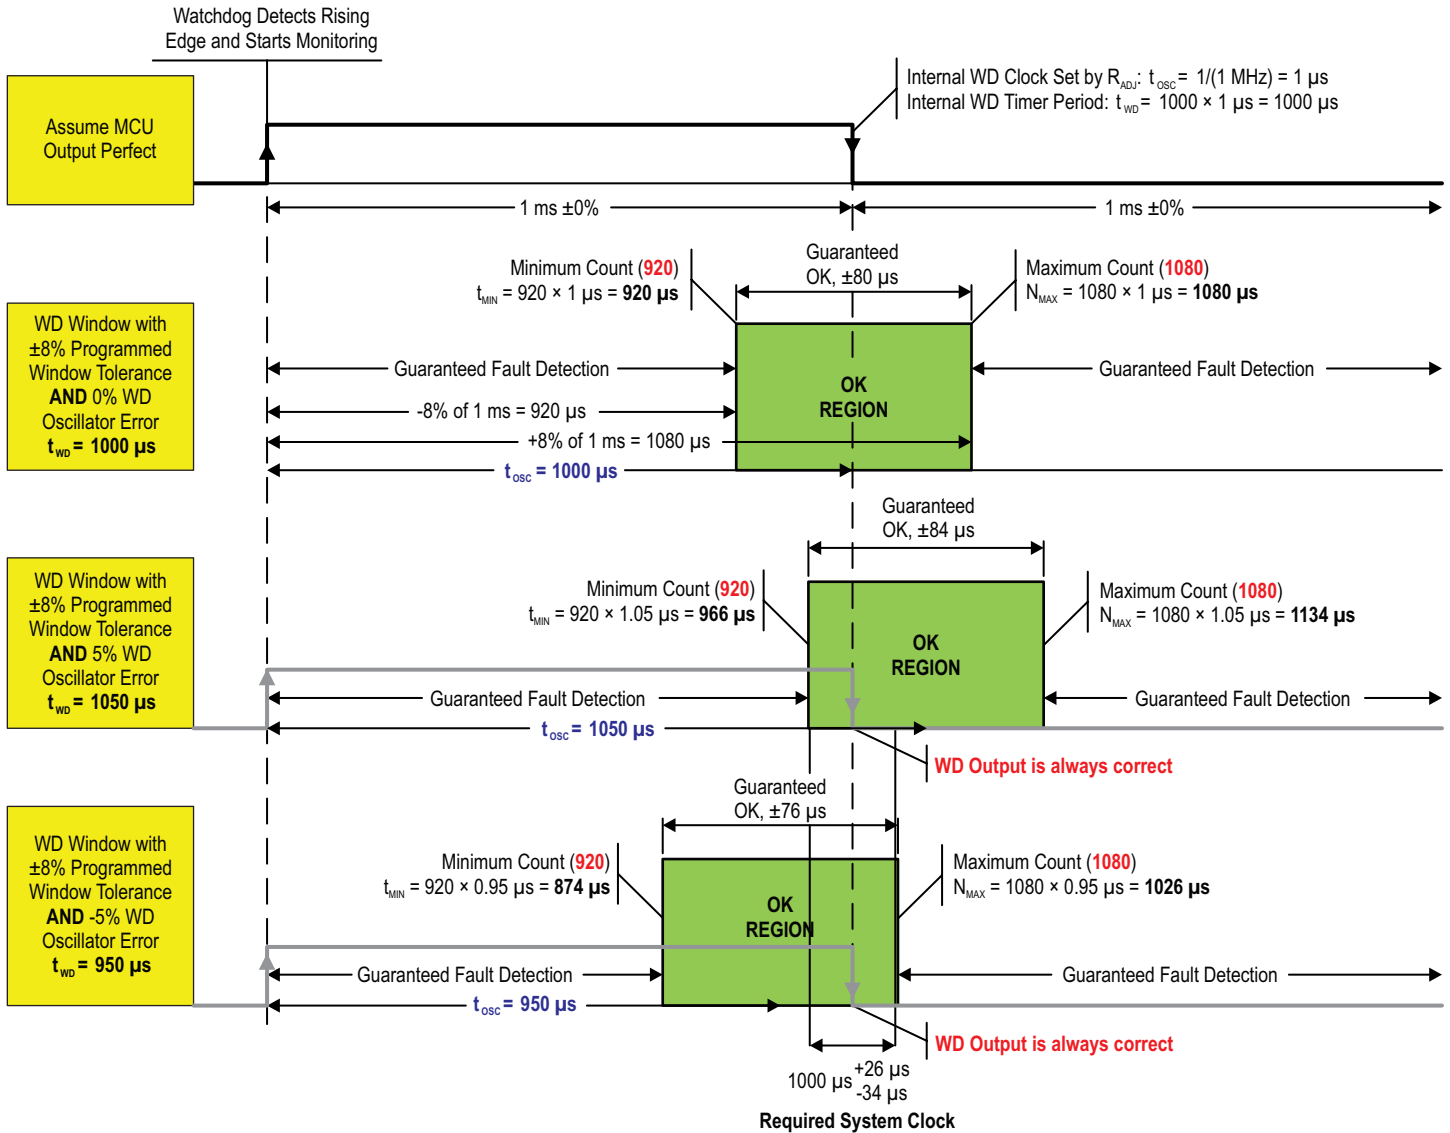 Watchdog Detects Rising
Edge and Starts Monitoring
Internal WD Clock Set by RADJ: tOSC = 1/(1 MHz) = 1 µs
Internal WD Timer Period: tWD = 1000 × 1 µs = 1000 µs
Assume MCU
Output Perfect
1 ms ±0%
1 ms ±0%
Guaranteed
OK, ±80 µs
Minimum Count (920)
tMIN = 920 × 1 µs = 920 µs
Maximum Count (1080)
NMAX = 1080 × 1 µs = 1080 µs
WD Window with
±8% Programmed
Window Tolerance
AND 0% WD
Oscillator Error
tWD = 1000 µs
Guaranteed Fault Detection
OK
REGION
Guaranteed Fault Detection
-8% of 1 ms = 920 µs
+8% of 1 ms = 1080 µs
tOSC = 1000 µs
Guaranteed
OK, ±84 µs
Minimum Count (920)
tMIN = 920 × 1.05 µs = 966 µs
Maximum Count (1080)
NMAX = 1080 × 1.05 µs = 1134 µs
WD Window with
±8% Programmed
Window Tolerance
AND 5% WD
Oscillator Error
tWD = 1050 µs
OK
REGION
Guaranteed Fault Detection
Guaranteed Fault Detection
tOSC = 1050 µs
WD Output is always correct
Guaranteed
OK, ±76 µs
Minimum Count (920)
tMIN = 920 × 0.95 µs = 874 µs
Maximum Count (1080)
NMAX = 1080 × 0.95 µs = 1026 µs
WD Window with
±8% Programmed
Window Tolerance
AND -5% WD
Oscillator Error
tWD = 950 µs
OK
REGION
Guaranteed Fault Detection
Guaranteed Fault Detection
tOSC = 950 µs
WD Output is always correct
1000 µs +26 µs
-34 µs
Required System Clock